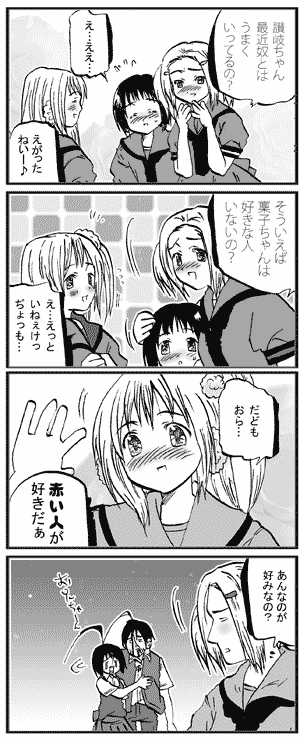 讃岐ちゃん
最近奴とは
うまく
いってるの？
え…ええ…
えがった
ねいー♪
そういえば
菓子ちゃんは
好きな人
いないの？
え…えっと
いねぇけっ
ぢょっも…
だども
おら…
赤い人が
好きだぁ
あんなのが
好みなの？